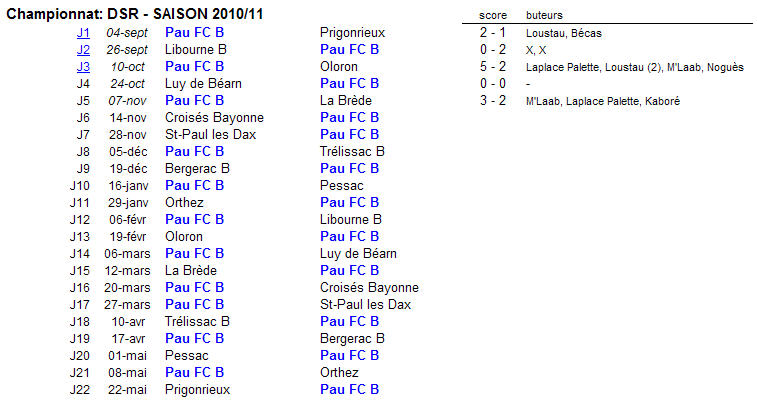 Championnat: DSR - SAISON 2010/11 score buteurs
J1 04-sept Pau FC B Prigonrieux 2 - 1 Loustau, Bécas
J2 26-sept Libourne B Pau FC B 0 - 2 X, X
J3 10-oct Pau FC B Oloron 5 - 2 Laplace Palette, Loustau (2), M'Laab, Noguès
J4 24-oct Luy de Béarn Pau FC B 0 - 0 -
J5 07-nov Pau FC B La Brède 3 - 2 M'Laab, Laplace Palette, Kaboré
J6 14-nov Croisés Bayonne Pau FC B
J7 28-nov St-Paul les Dax Pau FC B
J8 05-déc Pau FC B Trélissac B
J9 19-déc Bergerac B Pau FC B
J10 16-janv Pau FC B Pessac
J11 29-janv Orthez Pau FC B
J12 06-févr Pau FC B Libourne B
J13 19-févr Oloron Pau FC B
J14 06-mars Pau FC B Luy de Béarn
J15 12-mars La Brède Pau FC B
J16 20-mars Pau FC B Croisés Bayonne
J17 27-mars Pau FC B St-Paul les Dax
J18 10-avr Trélissac B Pau FC B
J19 17-avr Pau FC B Bergerac B
J20 01-mai Pessac Pau FC B
J21 08-mai Pau FC B Orthez
J22 22-mai Prigonrieux Pau FC B